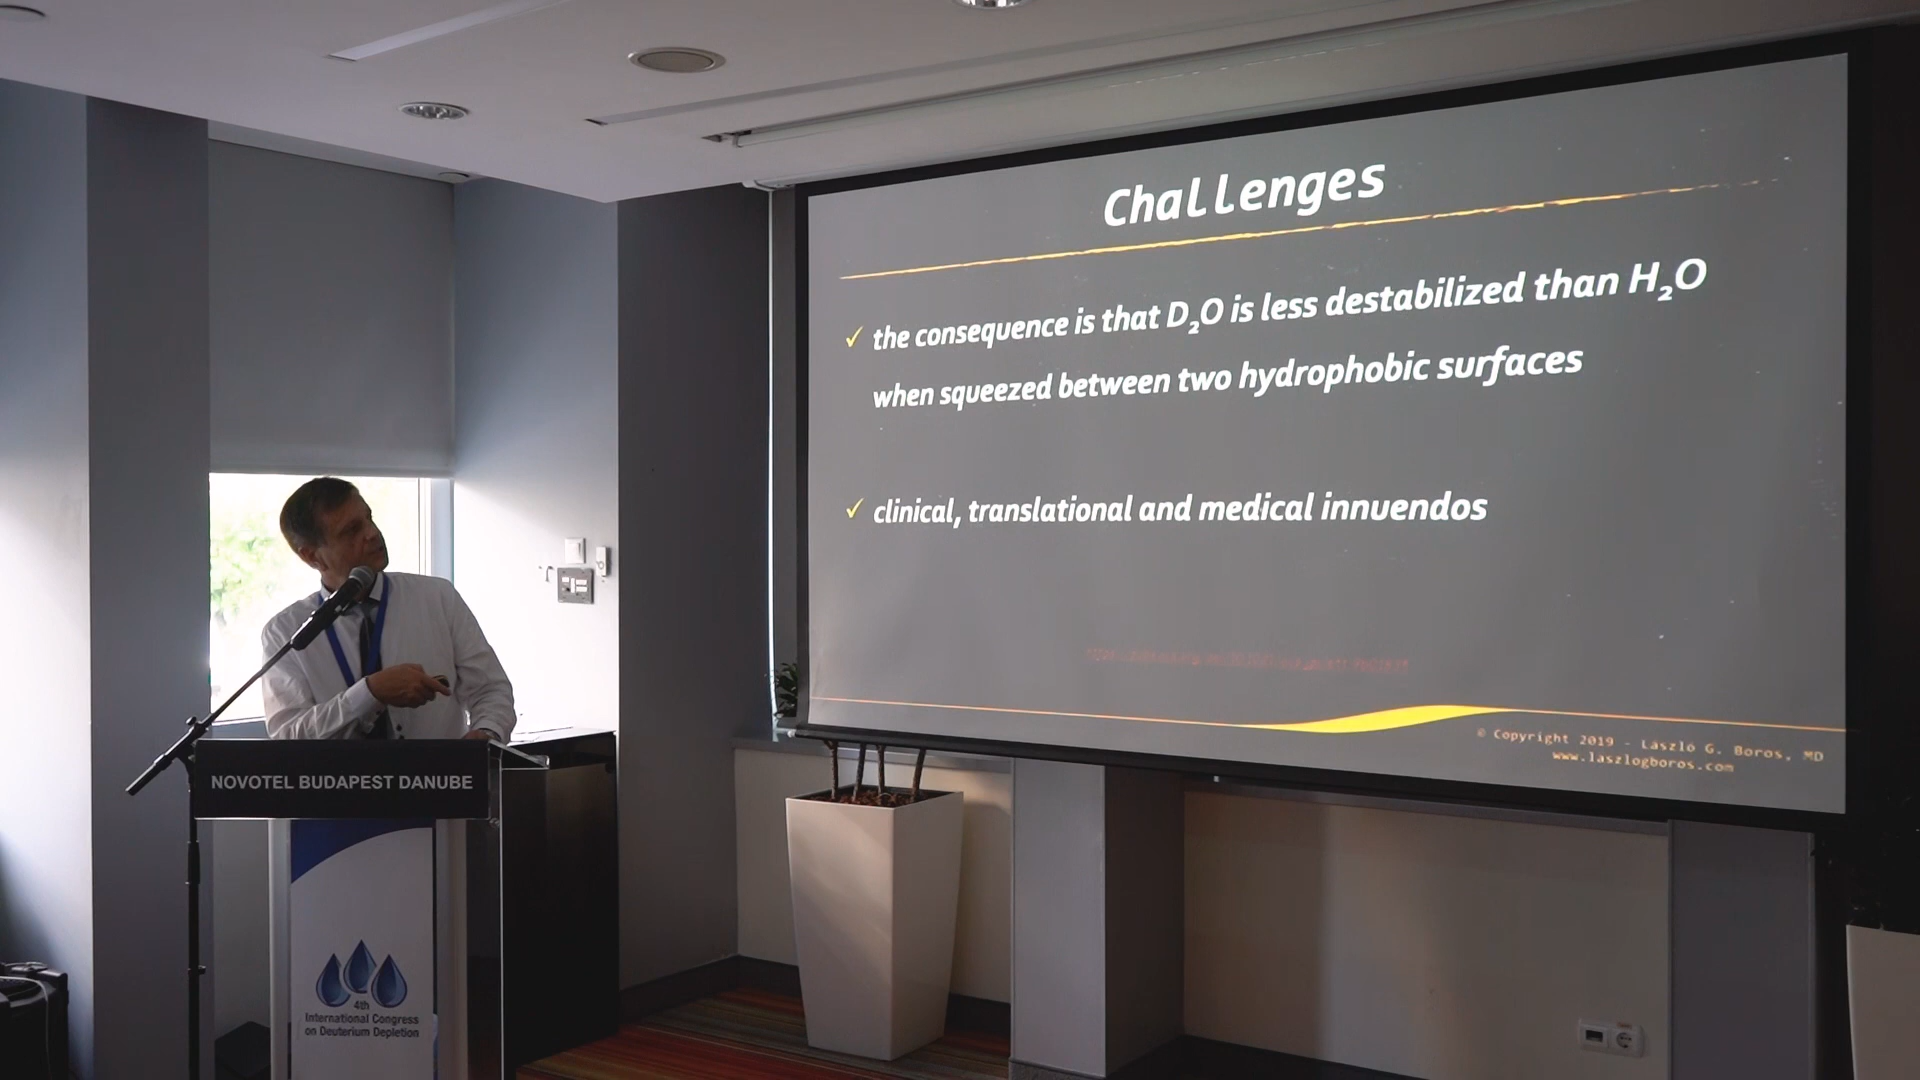 Challenges
✓ the consequence is that D₂O is less destabilized than H₂O
when squeezed between two hydrophobic surfaces
✓ clinical, translational and medical innuendos
© Copyright 2019 - László G. Boros, MD
www.laszlogboros.com
NOVOTEL BUDAPEST DANUBE
4th
International Congress
on Deuterium Depletion